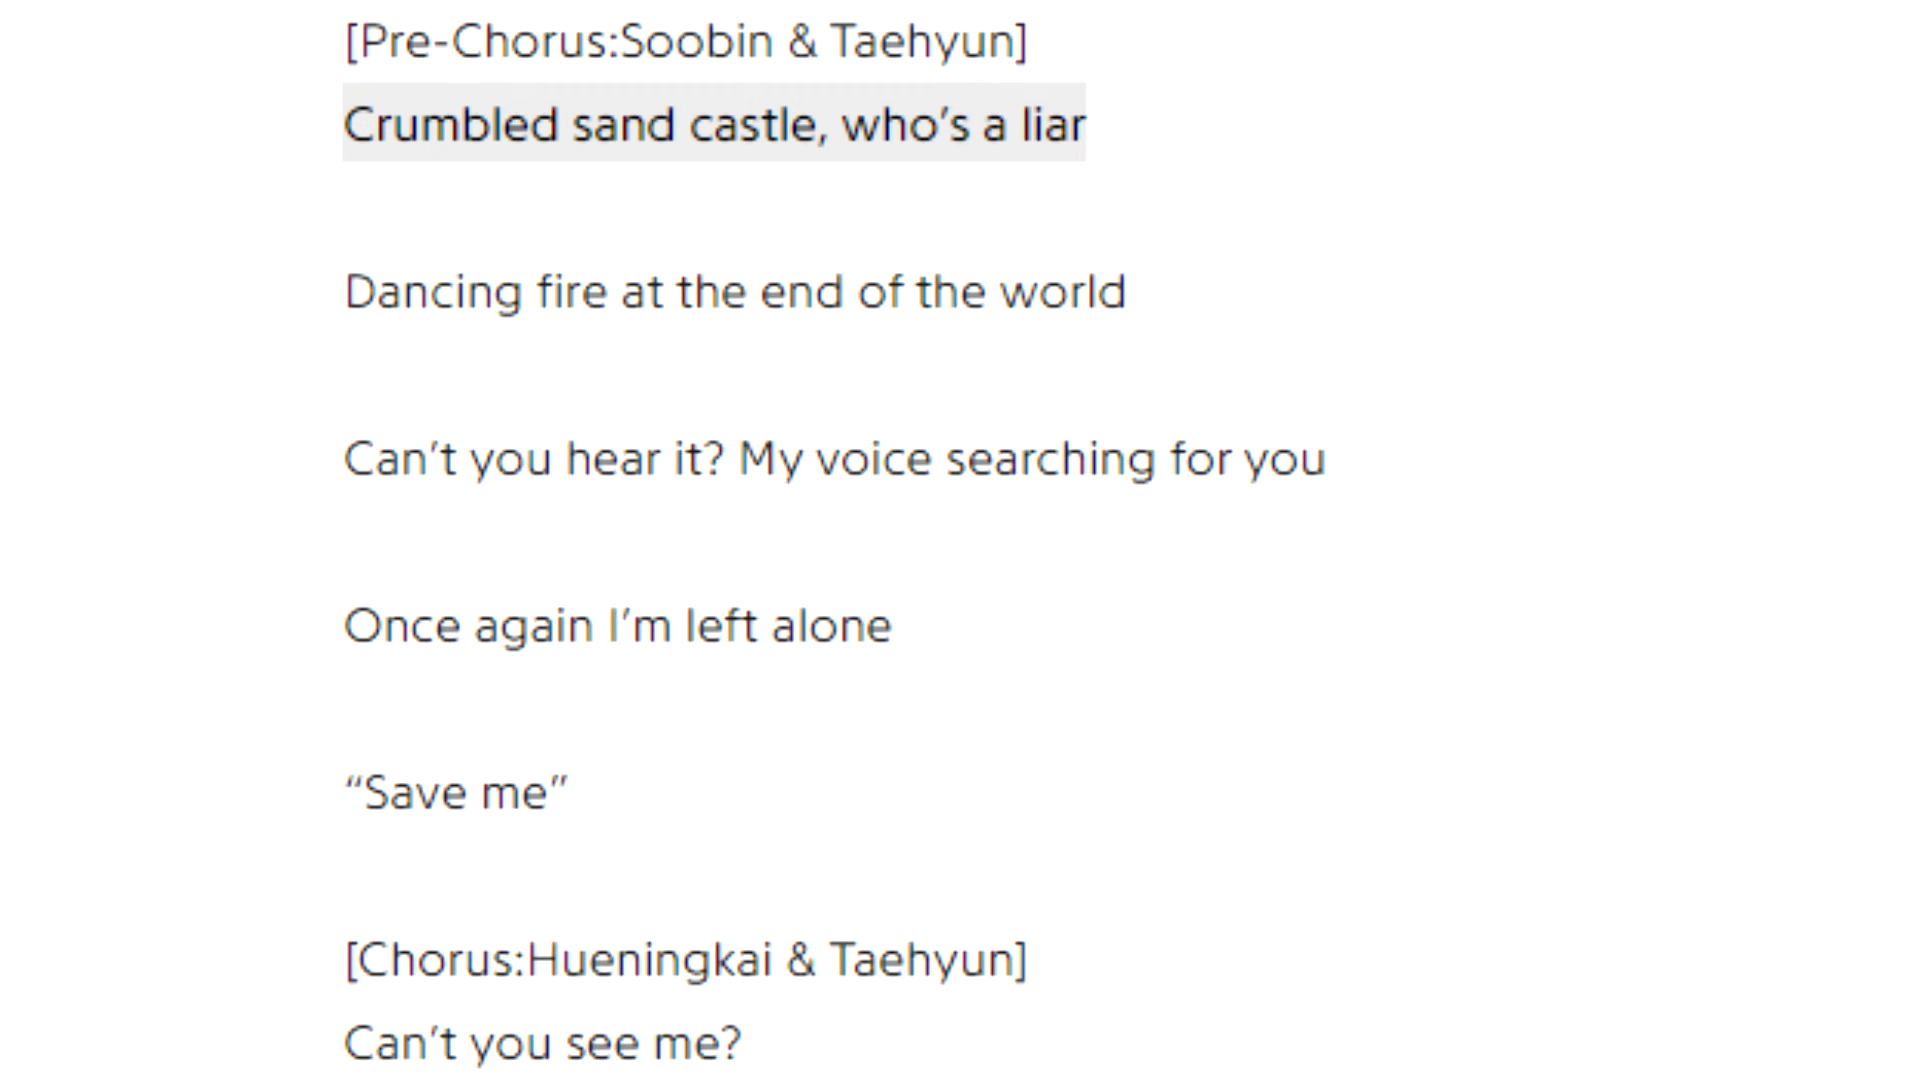 [Pre-Chorus:Soobin & Taehyun]
Crumbled sand castle, who’s a liar
Dancing fire at the end of the world
Can’t you hear it? My voice searching for you
Once again I’m left alone
“Save me”
[Chorus:Hueningkai & Taehyun]
Can’t you see me?